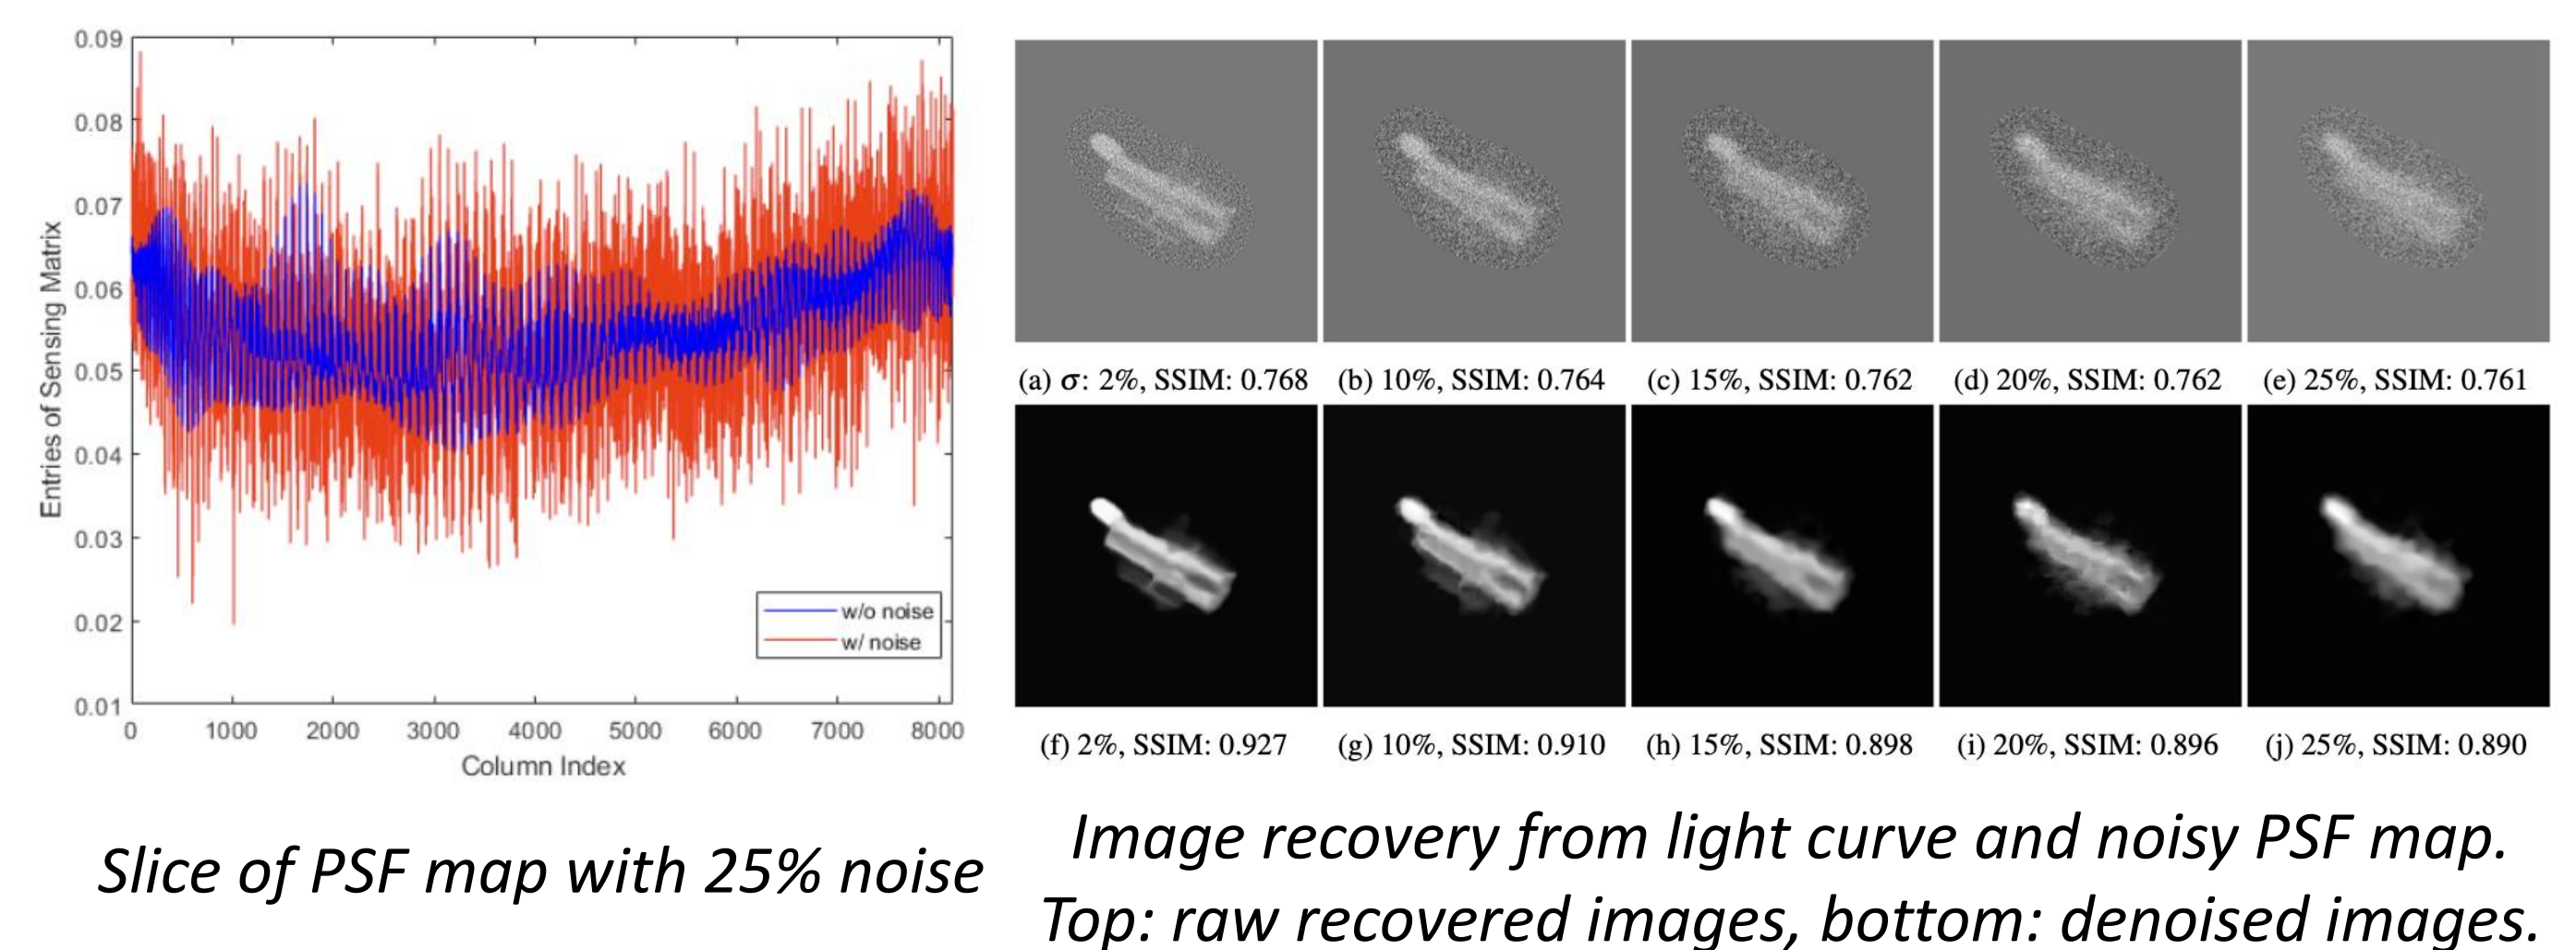 0.09
0.08
0.07
0.06
0.05
0.04
0.03
0.02
0.01
Entries of Sensing Matrix
0 1000 2000 3000 4000 5000 6000 7000 8000
Column Index
w/o noise
w/ noise
Slice of PSF map with 25% noise
(a) σ: 2%, SSIM: 0.768 (b) 10%, SSIM: 0.764 (c) 15%, SSIM: 0.762 (d) 20%, SSIM: 0.762 (e) 25%, SSIM: 0.761
(f) 2%, SSIM: 0.927 (g) 10%, SSIM: 0.910 (h) 15%, SSIM: 0.898 (i) 20%, SSIM: 0.896 (j) 25%, SSIM: 0.890
Image recovery from light curve and noisy PSF map.
Top: raw recovered images, bottom: denoised images.